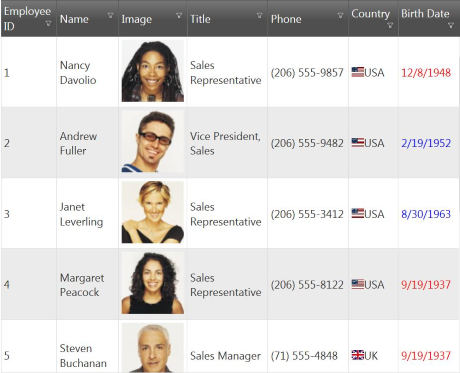 Employee ID Name Image Title Phone Country Birth Date
1 Nancy Davolio Sales Representative (206) 555-9857 USA 12/8/1948
2 Andrew Fuller Vice President, Sales (206) 555-9482 USA 2/19/1952
3 Janet Leverling Sales Representative (206) 555-3412 USA 8/30/1963
4 Margaret Peacock Sales Representative (206) 555-8122 USA 9/19/1937
5 Steven Buchanan Sales Manager (71) 555-4848 UK 9/19/1937